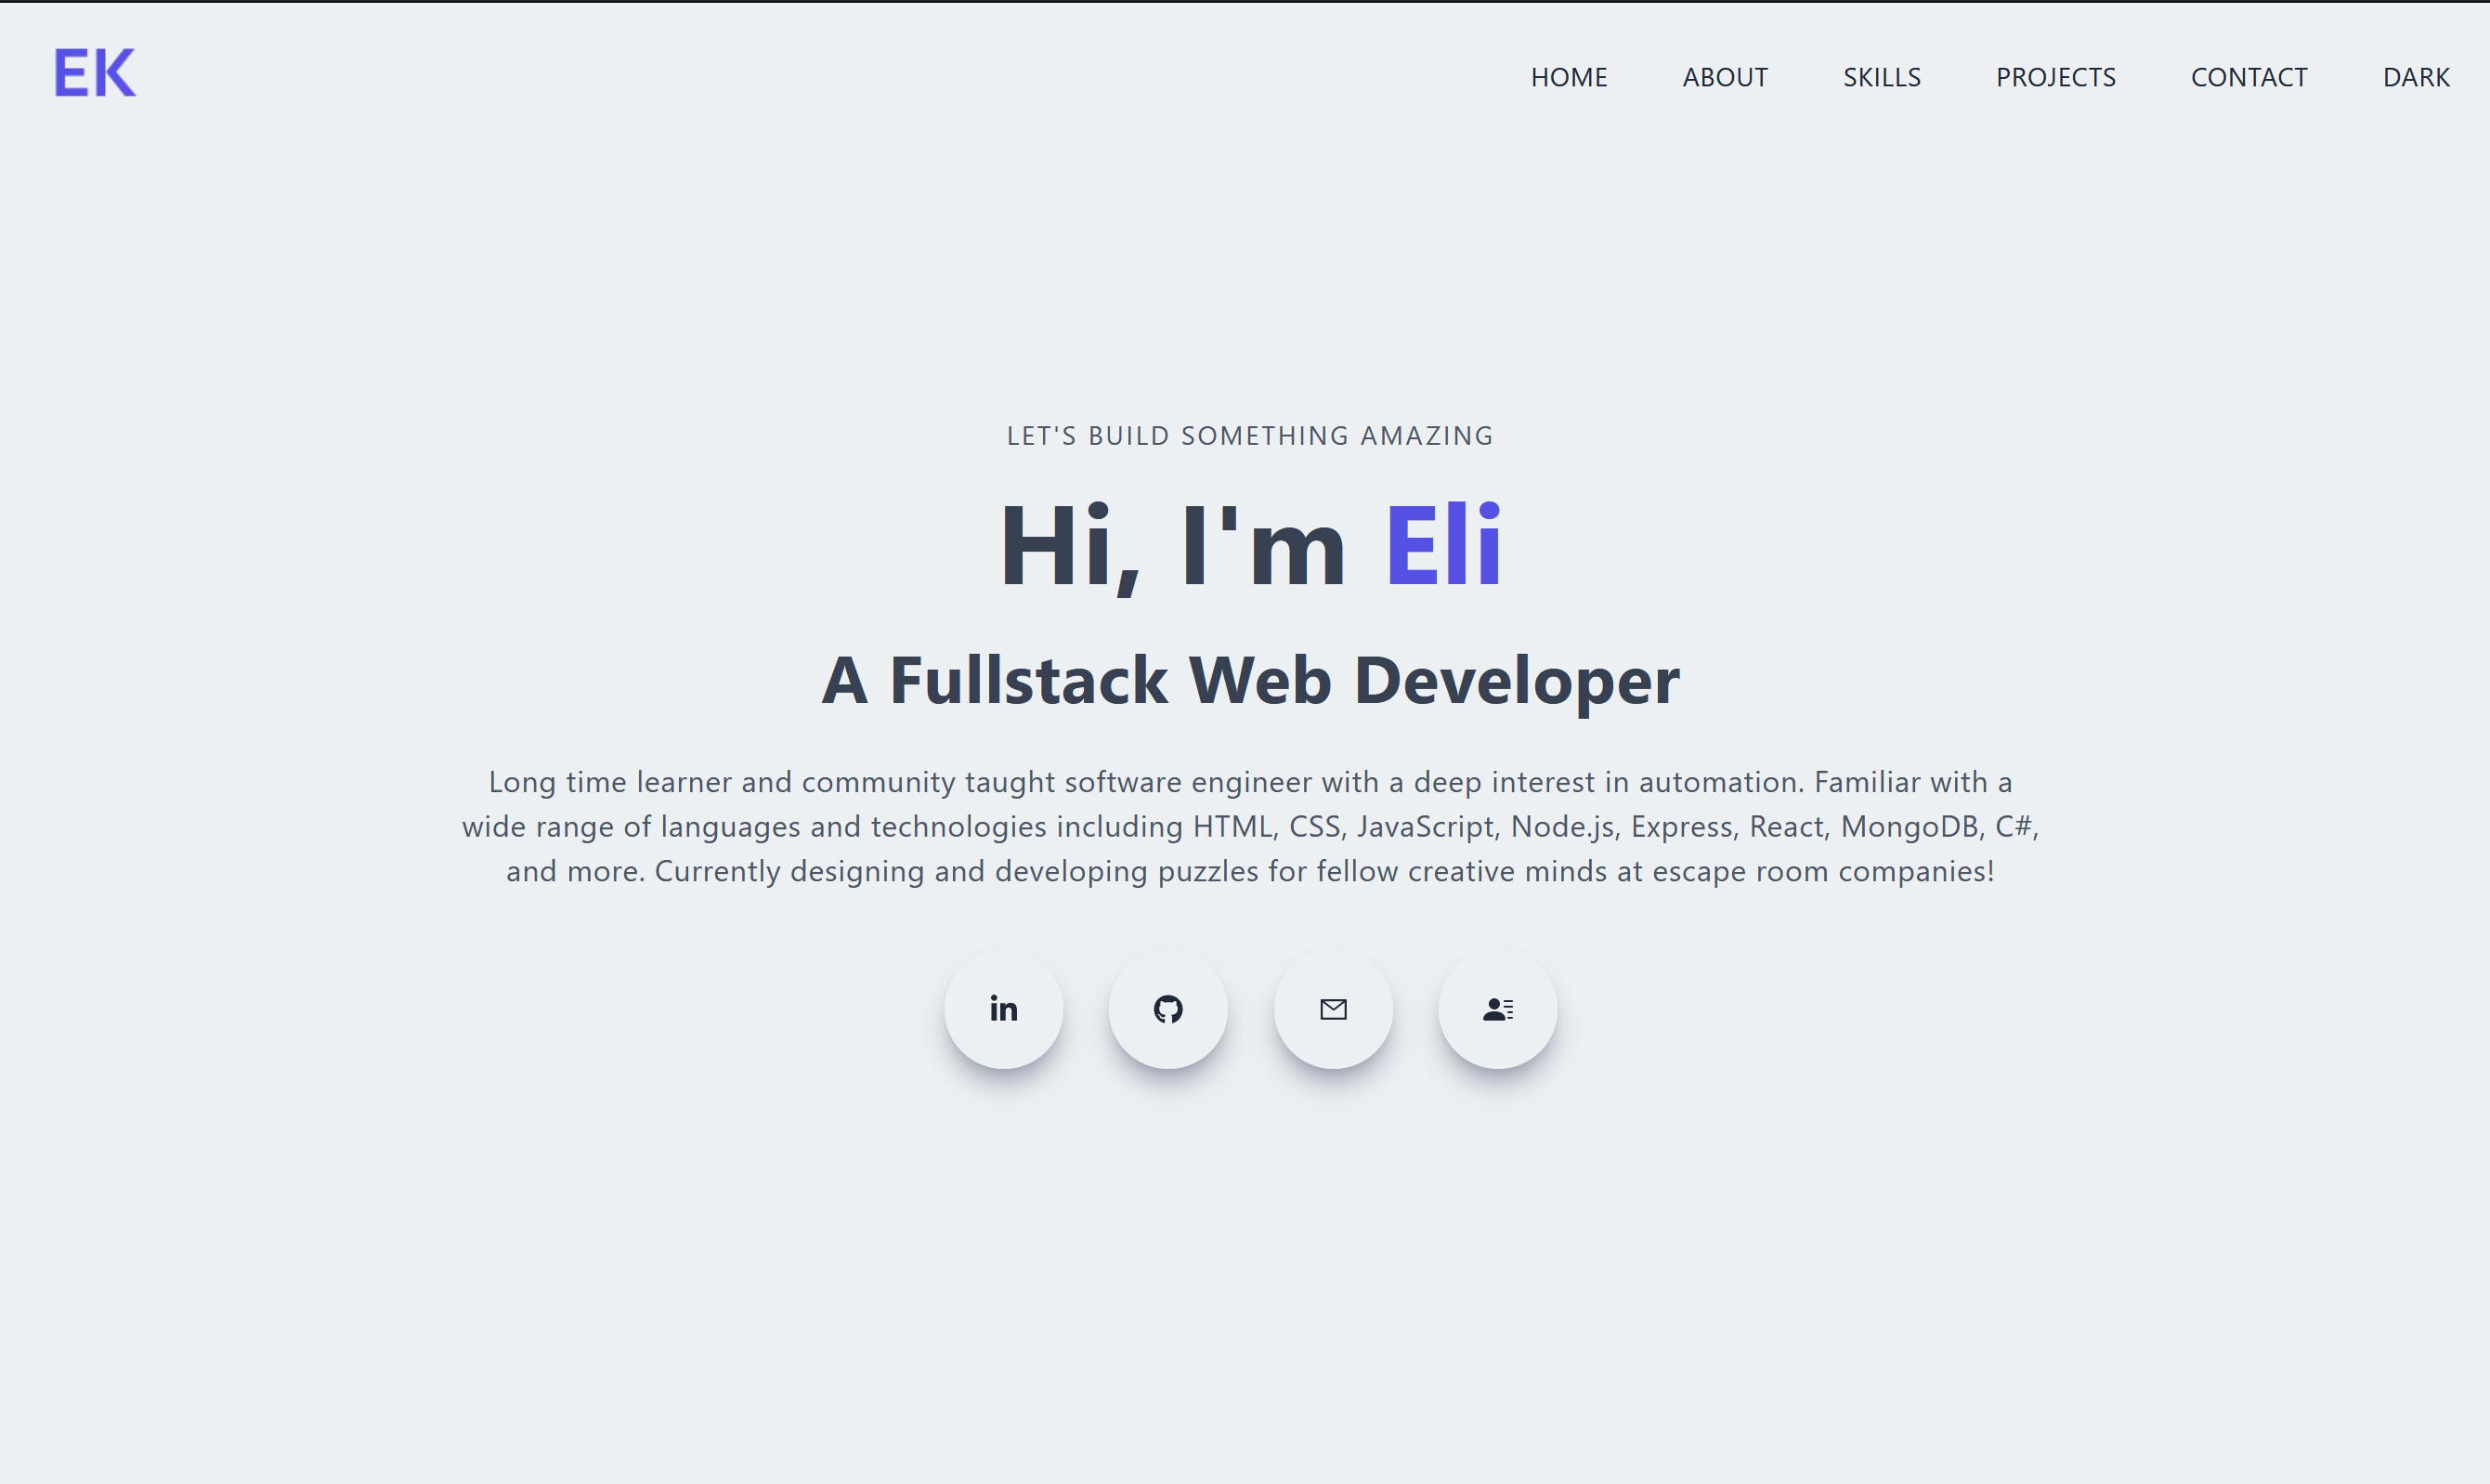 EK
HOME ABOUT SKILLS PROJECTS CONTACT DARK
LET'S BUILD SOMETHING AMAZING
Hi, I'm Eli
A Fullstack Web Developer
Long time learner and community taught software engineer with a deep interest in automation. Familiar with a
wide range of languages and technologies including HTML, CSS, JavaScript, Node.js, Express, React, MongoDB, C#,
and more. Currently designing and developing puzzles for fellow creative minds at escape room companies!
in